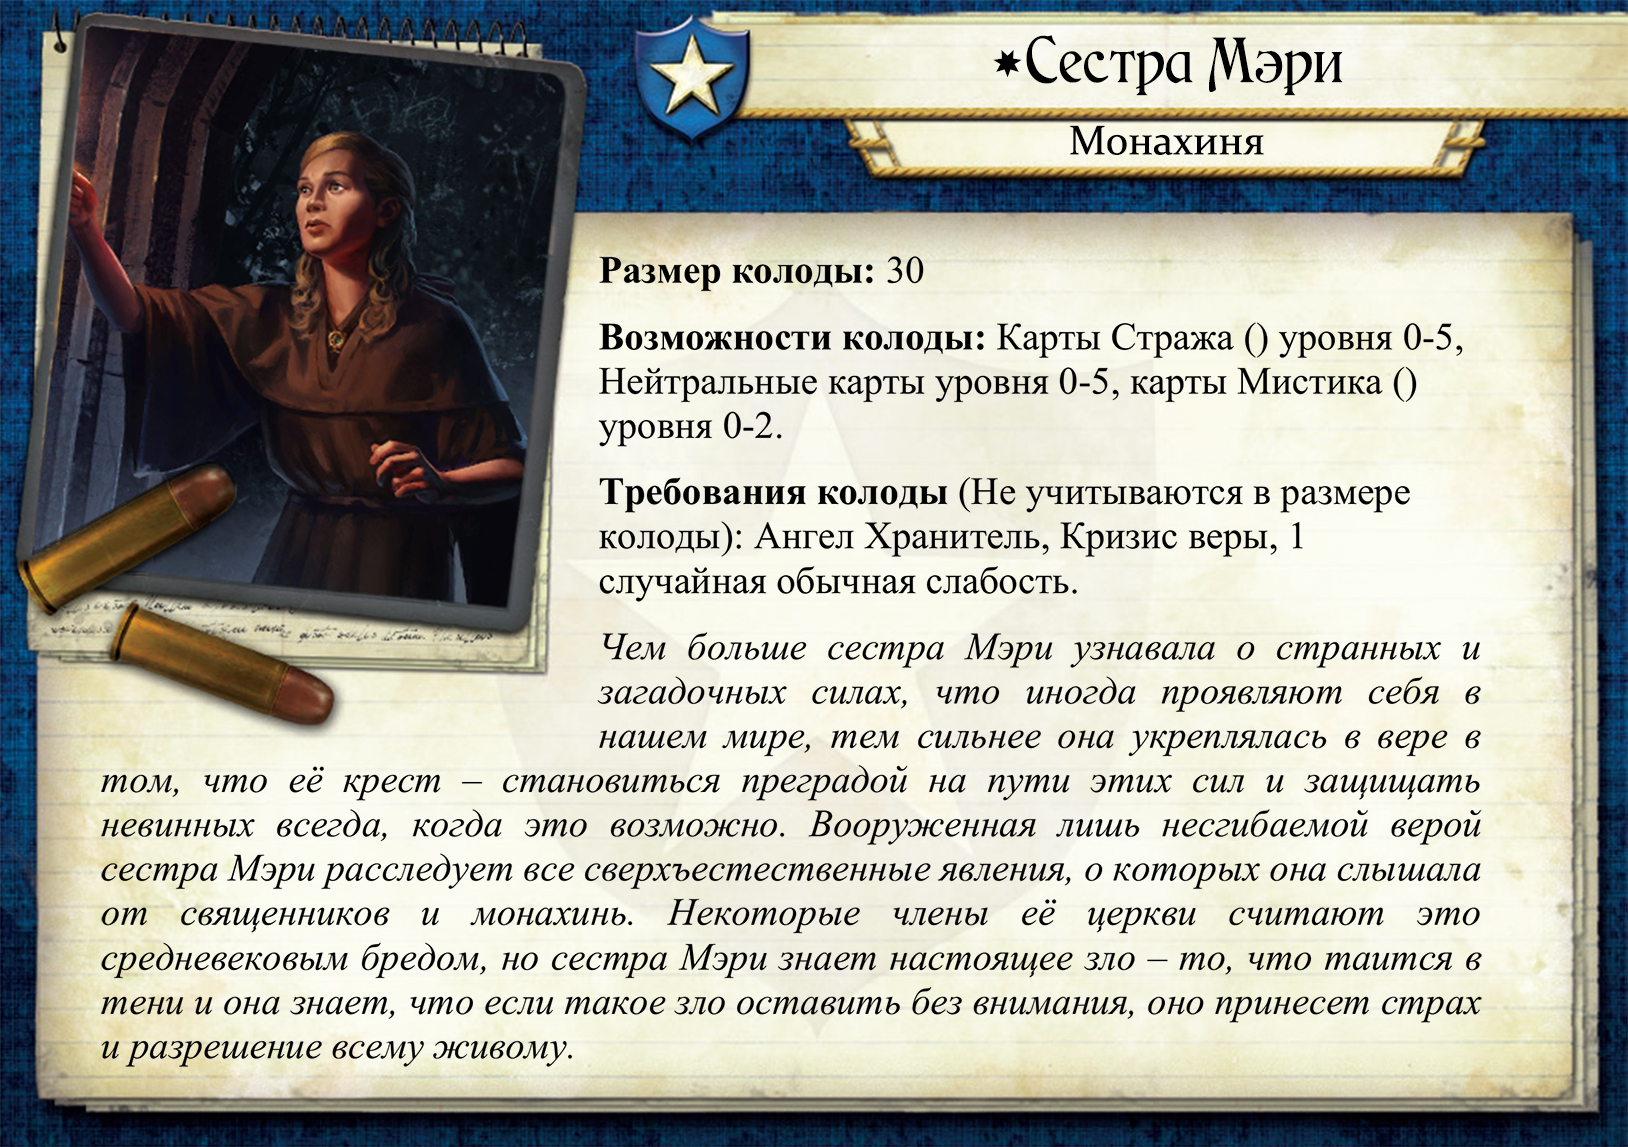 Сестра Мэри
Монахиня
Размер колоды: 30
Возможности колоды: Карты Стража () уровня 0-5,
Нейтральные карты уровня 0-5, карты Мистика ()
уровня 0-2.
Требования колоды (Не учитываются в размере
колоды): Ангел Хранитель, Кризис веры, 1
случайная обычная слабость.
Чем больше сестра Мэри узнавала о странных и
загадочных силах, что иногда проявляют себя в
нашем мире, тем сильнее она укреплялась в вере в
том, что её крест – становиться преградой на пути этих сил и защищать
невинных всегда, когда это возможно. Вооруженная лишь несгибаемой верой
сестра Мэри расследует все сверхъестественные явления, о которых она слышала
от священников и монахинь. Некоторые члены её церкви считают это
средневековым бредом, но сестра Мэри знает настоящее зло – то, что таится в
тени и она знает, что если такое зло оставить без внимания, оно принесет страх
и разрешение всему живому.